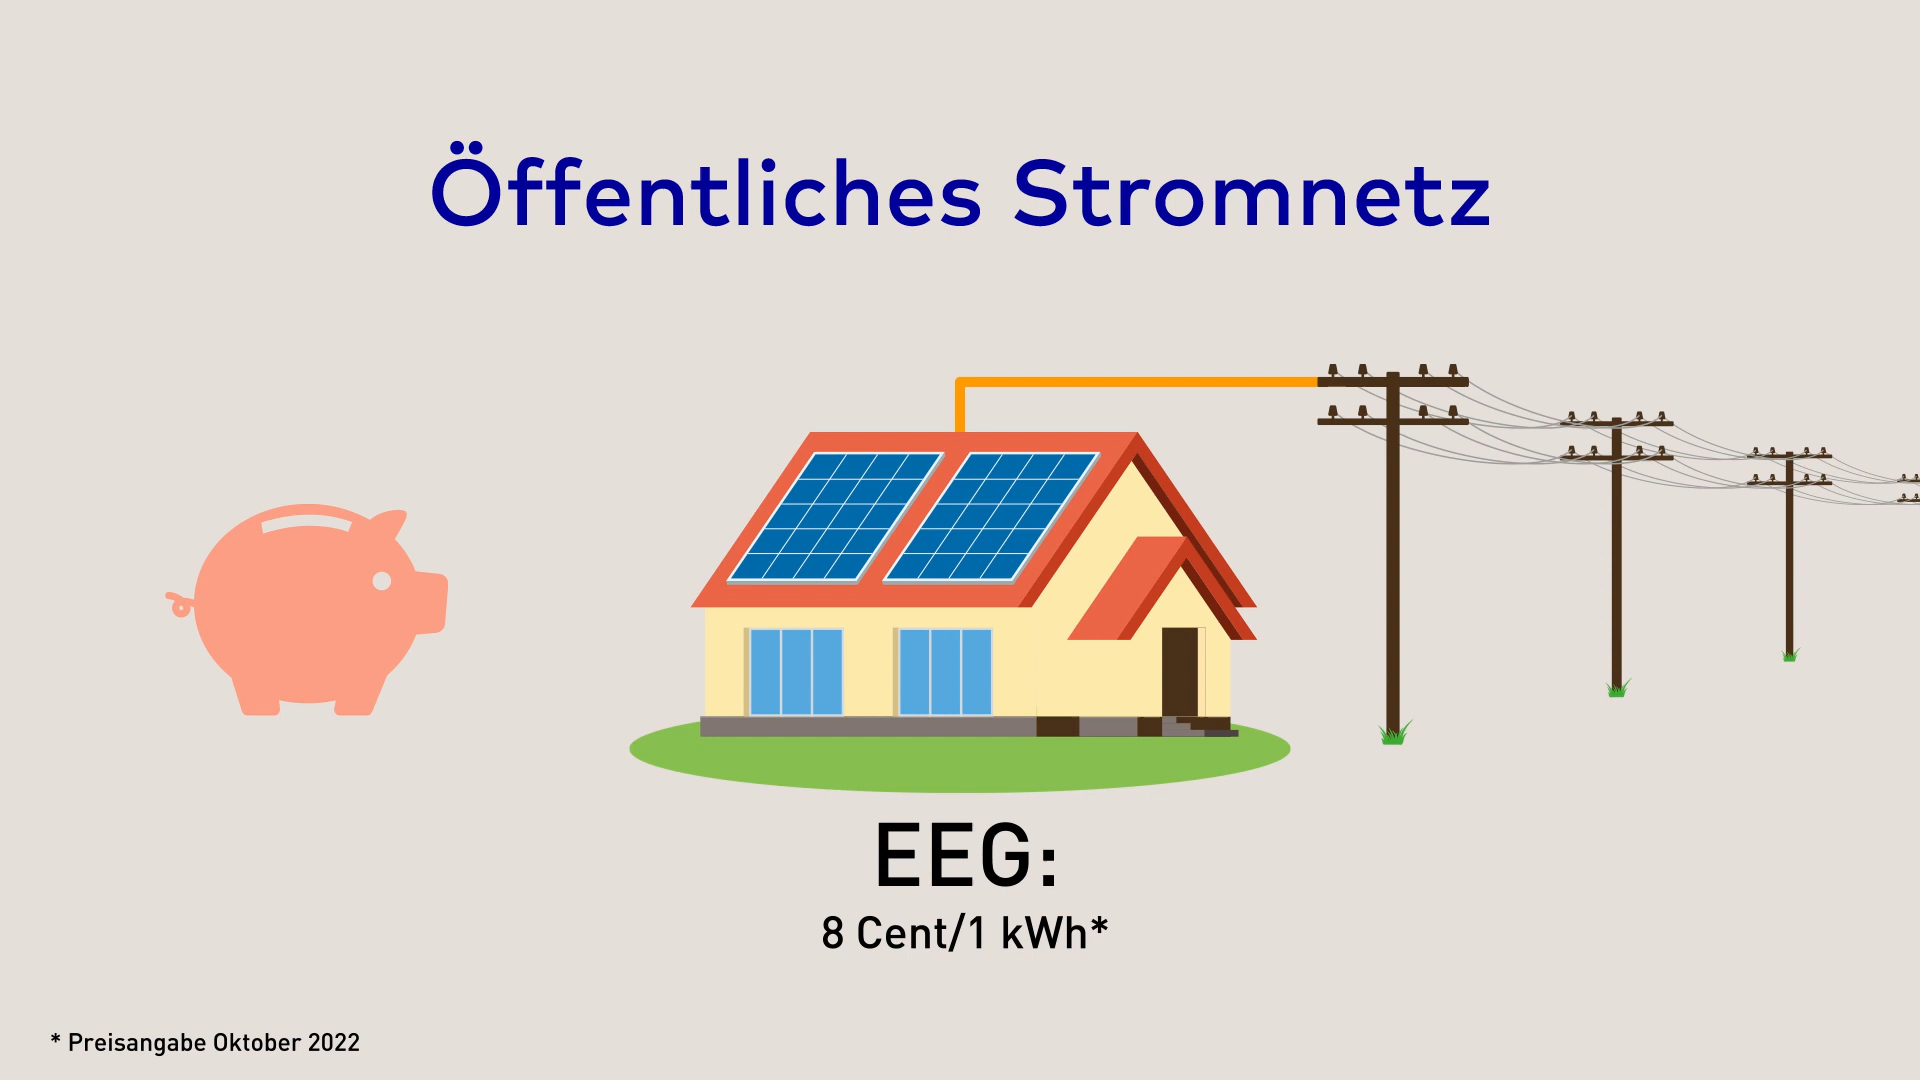 Öffentliches Stromnetz
EEG:
8 Cent/1 kWh*
* Preisangabe Oktober 2022